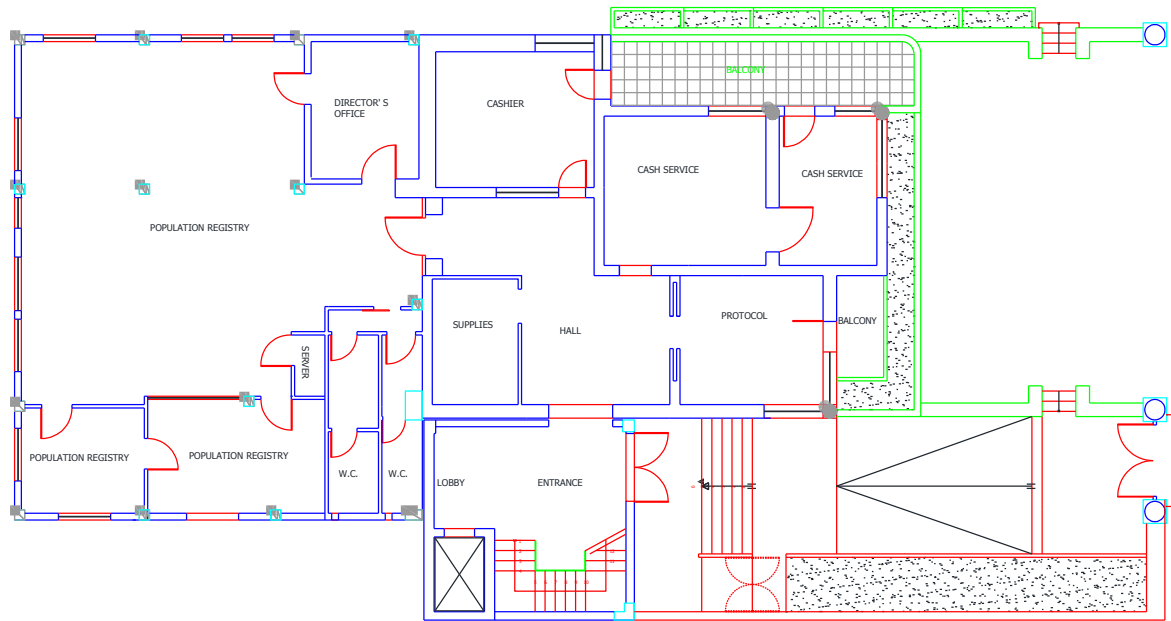 BALCONY
DIRECTOR'S
OFFICE
CASHIER
CASH SERVICE
CASH SERVICE
POPULATION REGISTRY
SUPPLIES
HALL
PROTOCOL
BALCONY
SERVER
POPULATION REGISTRY
POPULATION REGISTRY
W.C.
W.C.
LOBBY
ENTRANCE